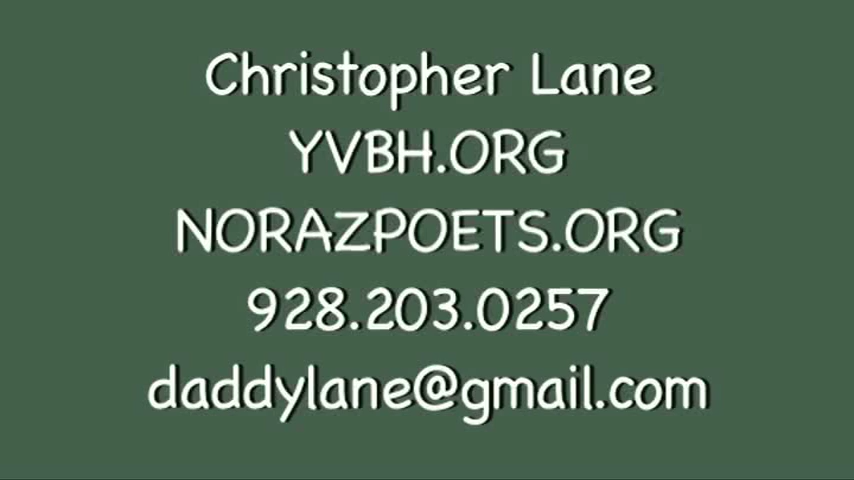 Christopher Lane
YVBH.ORG
NORAZPOETS.ORG
928.203.0257
daddylane@gmail.com